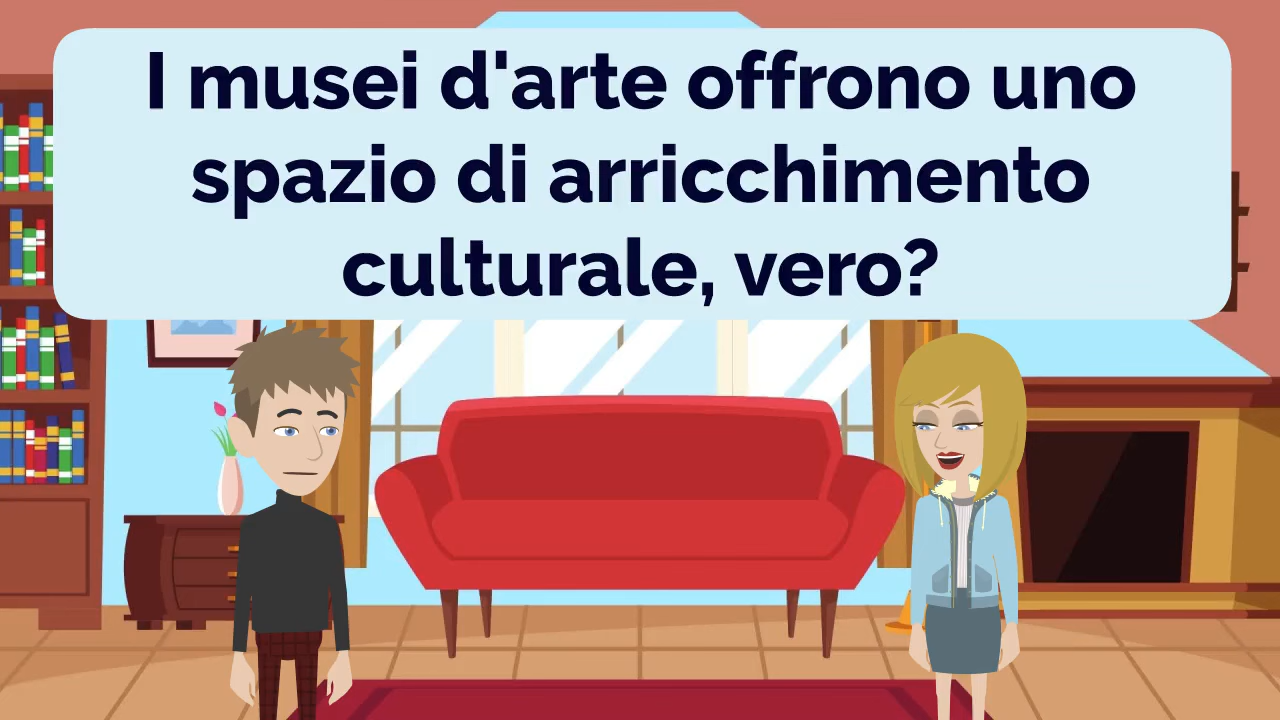 I musei d'arte offrono uno
spazio di arricchimento
culturale, vero?